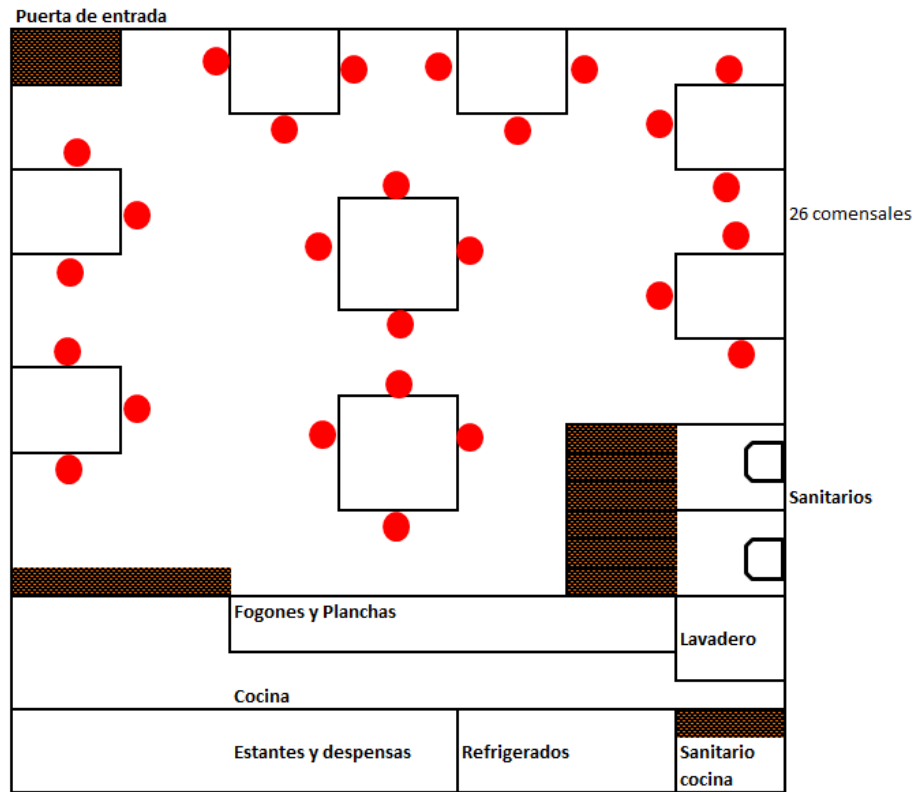 Puerta de entrada
26 comensales
Sanitarios
Fogones y Planchas
Lavadero
Cocina
Estantes y despensas
Refrigerados
Sanitario
cocina